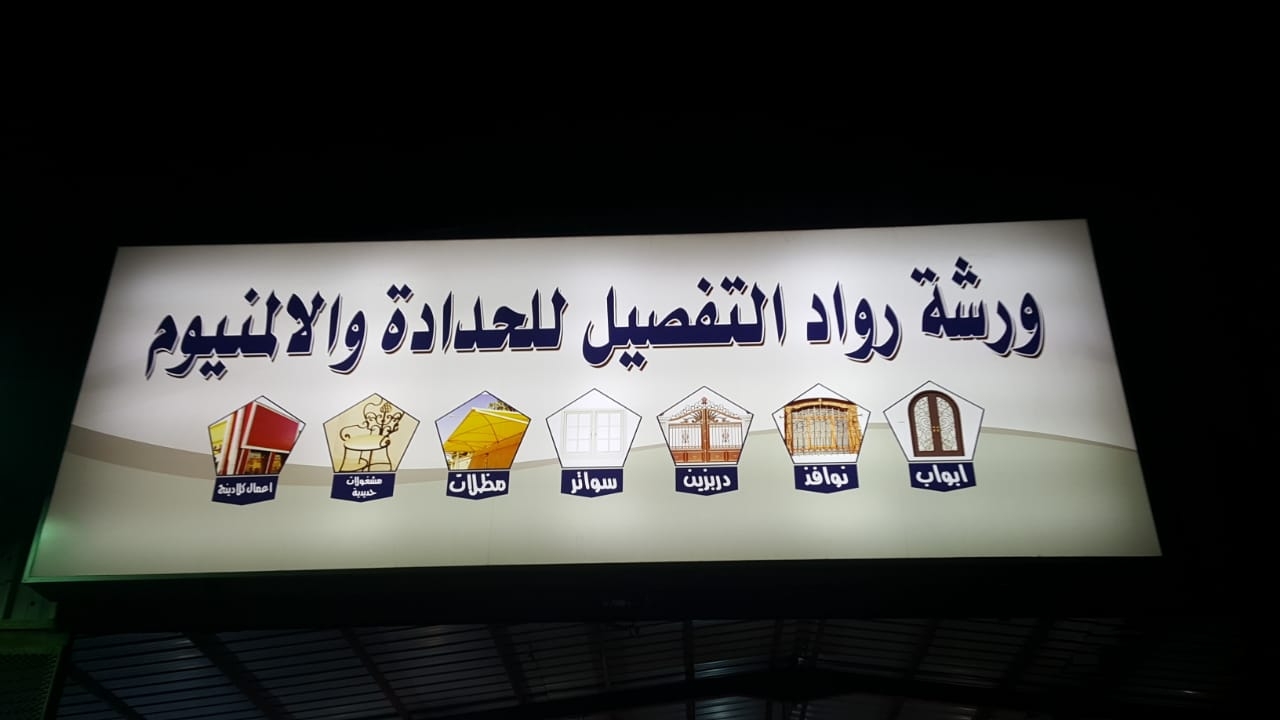 ورشة رواد التفصيل للحدادة والالمنيوم
ابواب
نوافذ
دربزين
سواتر
مظلات
مشغولات
حديدية
اعمال كلادينج